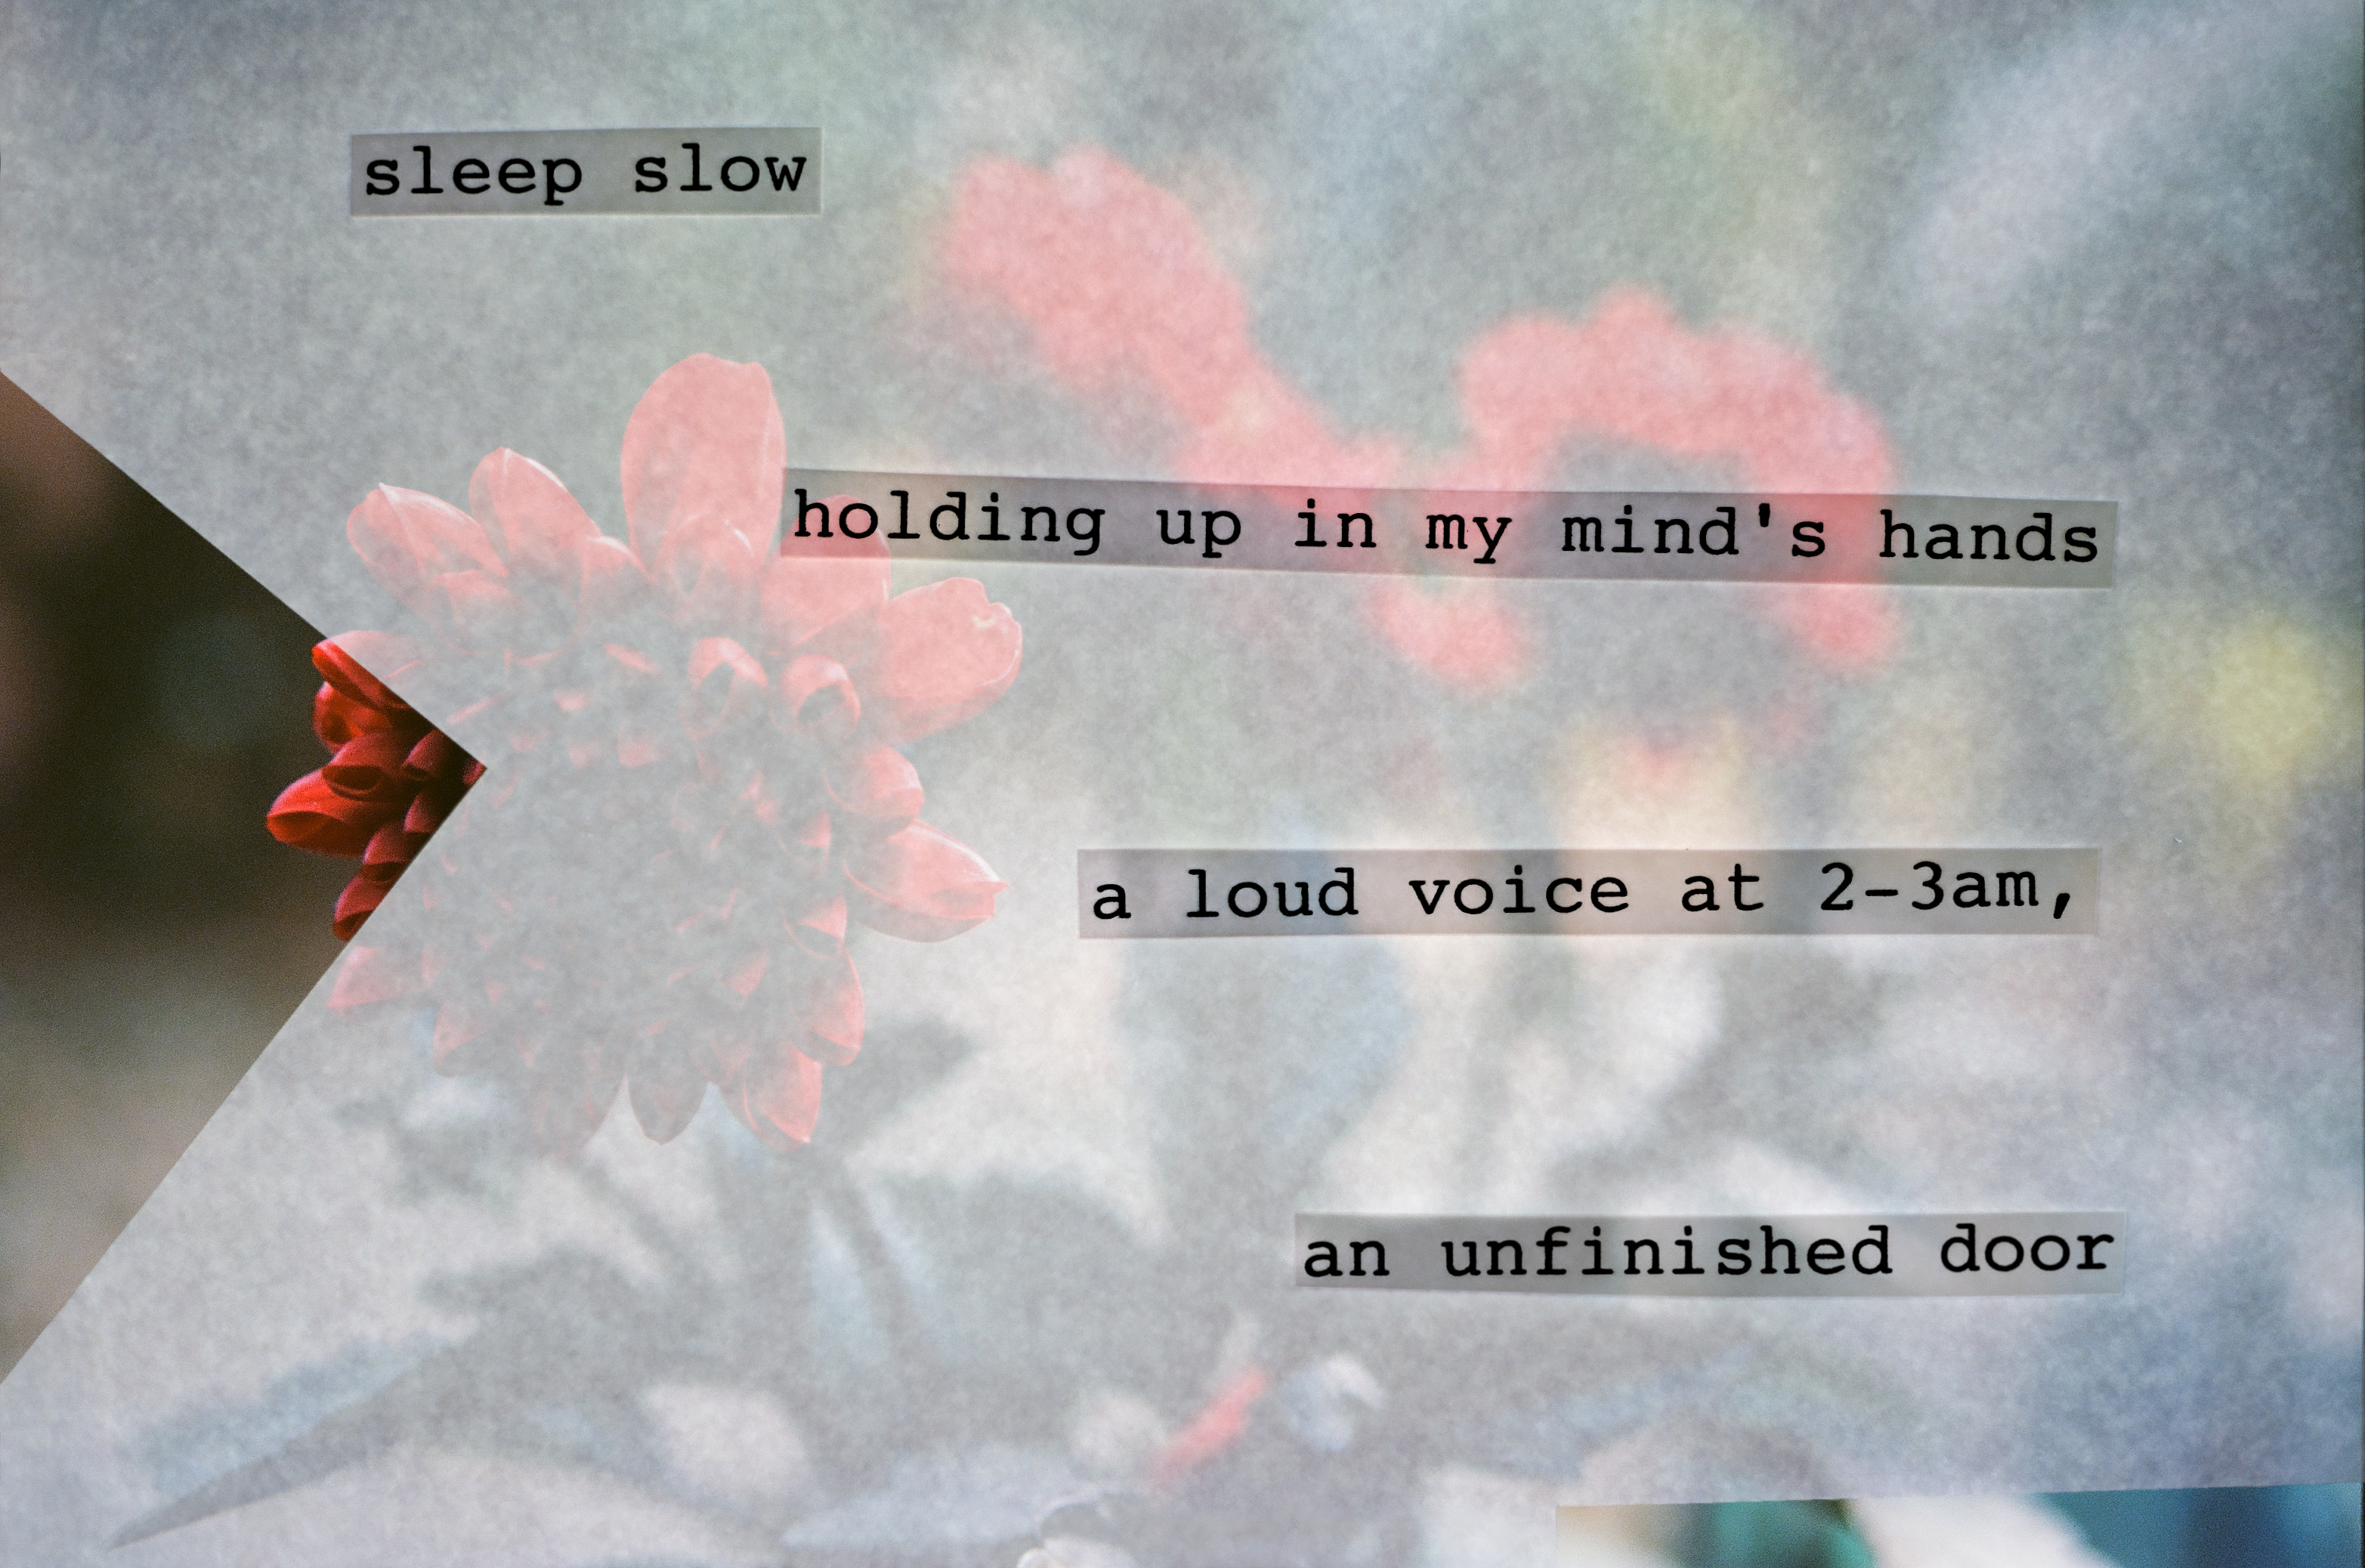 sleep slow
holding up in my mind's hands
a loud voice at 2-3am,
an unfinished door